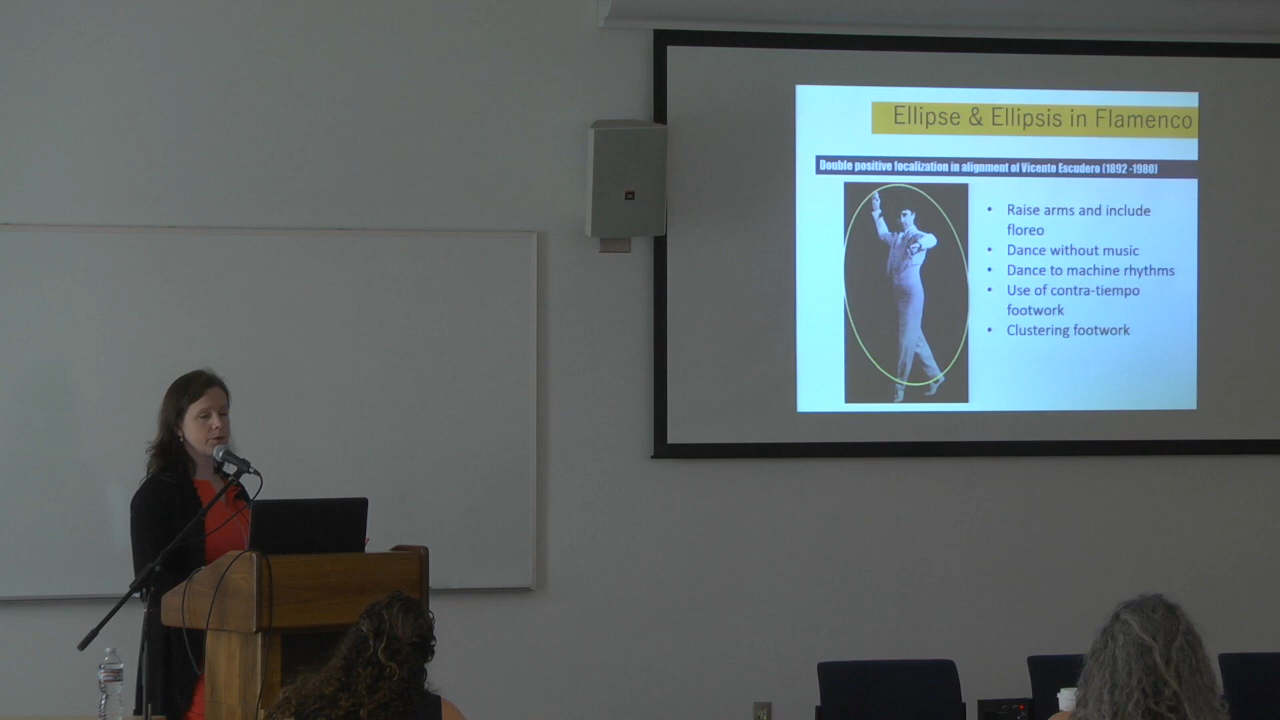 Ellipse & Ellipsis in Flamenco
Double positive focalization in alignment of Vicente Escudero (1892 -1980)
• Raise arms and include
floreo
• Dance without music
• Dance to machine rhythms
• Use of contra-tiempo
footwork
• Clustering footwork